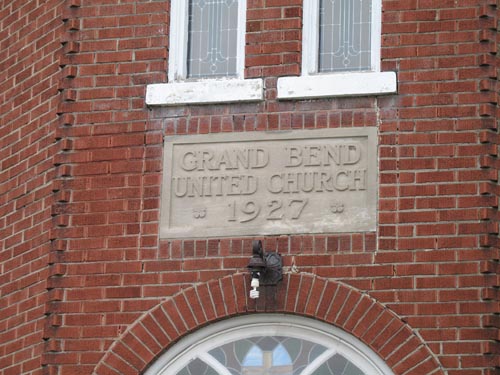 GRAND BEND
UNITED CHURCH
1927